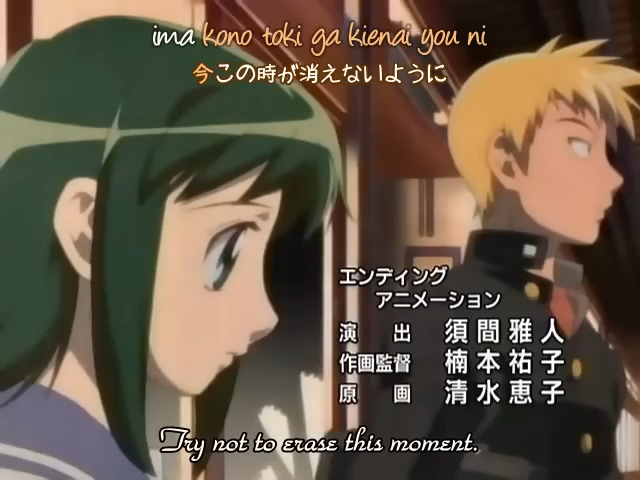 ima kono toki ga kienai you ni
今この時が消えないように
エンディング
アニメーション
演出 須間雅人
作画監督 楠本祐子
原画 清水恵子
Try not to erase this moment.